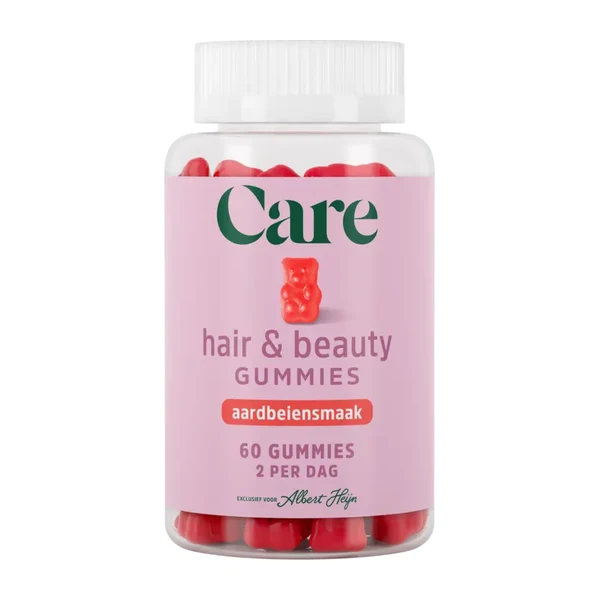 Care
hair & beauty
GUMMIES
aardbeiensmaak
60 GUMMIES
2 PER DAG
EXCLUSIEF VOOR Albert Heijn